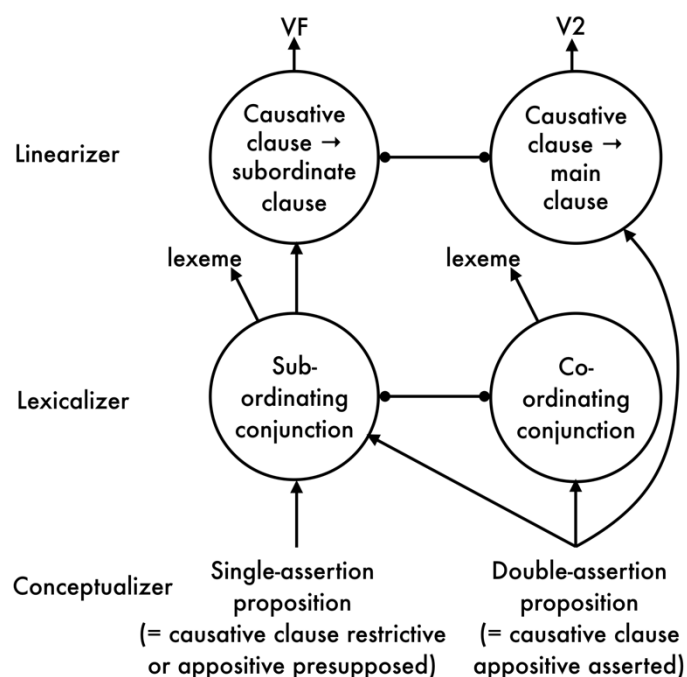 VF
V2
Linearizer
Causative
clause →
subordinate
clause
Causative
clause →
main
clause
lexeme
lexeme
Lexicalizer
Sub-
ordinating
conjunction
Co-
ordinating
conjunction
Conceptualizer
Single-assertion
proposition
(= causative clause restrictive
or appositive presupposed)
Double-assertion
proposition
(= causative clause
appositive asserted)